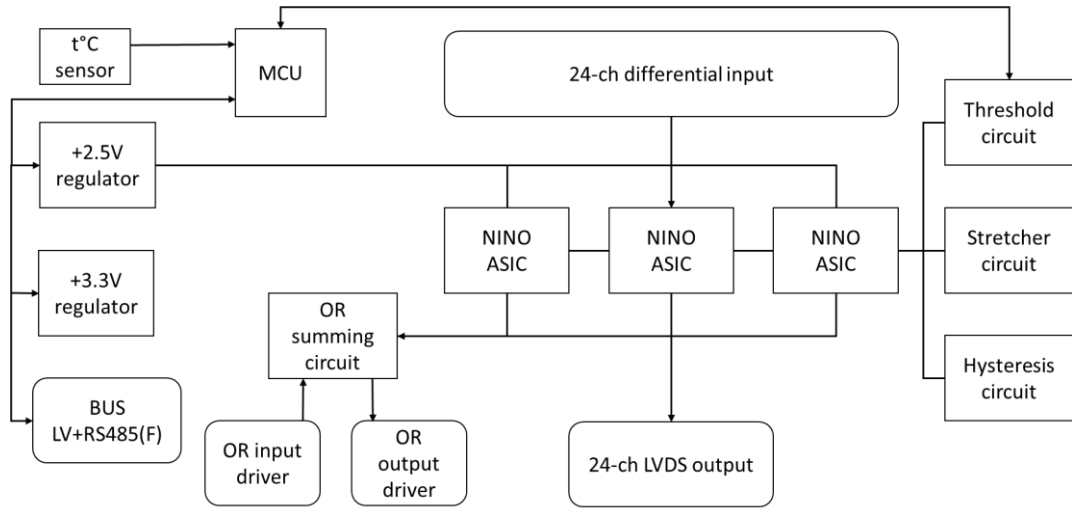 t°C
sensor
MCU
24-ch differential input
Threshold
circuit
+2.5V
regulator
NINO
ASIC
NINO
ASIC
NINO
ASIC
Stretcher
circuit
+3.3V
regulator
OR
summing
circuit
Hysteresis
circuit
BUS
LV+RS485(F)
OR input
driver
OR
output
driver
24-ch LVDS output